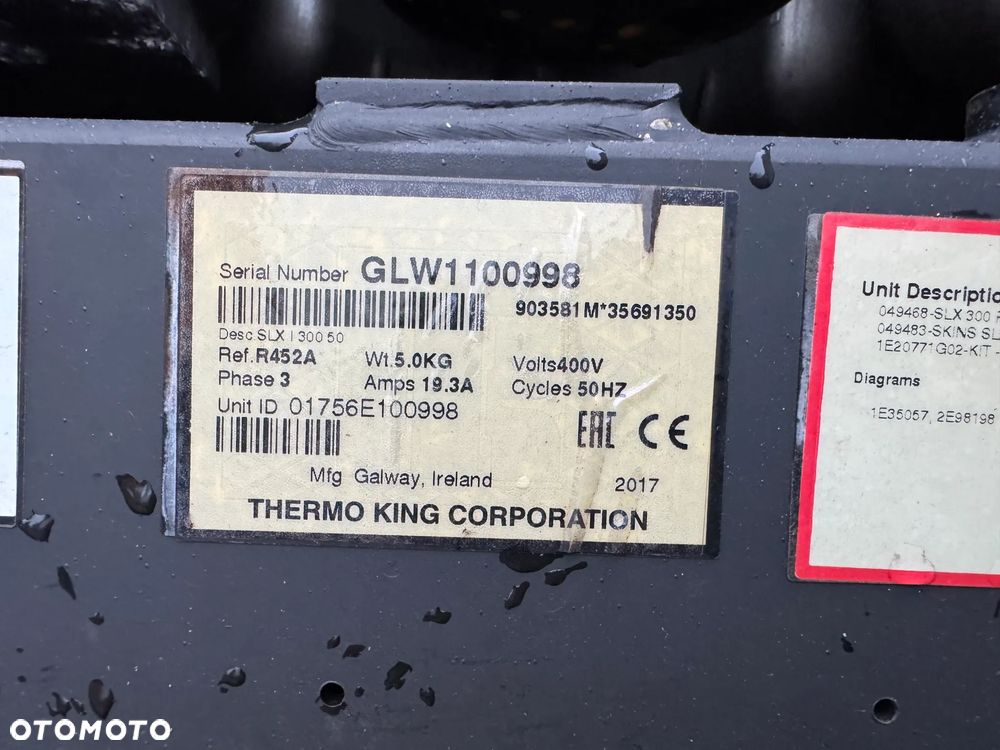 Serial Number GLW1100998
903581M*35691350
Desc SLX I 300 50
Ref. R452A Wt. 5.0KG Volts 400V
Phase 3 Amps 19.3A Cycles 50HZ
Unit ID 01756E100998
EAC CE
Mfg Galway, Ireland 2017
THERMO KING CORPORATION
Unit Descriptio
049468-SLX 300
049483-SKINS SL
1E20771G02-KIT -
Diagrams
1E35057, 2E98198
OTOMOTO